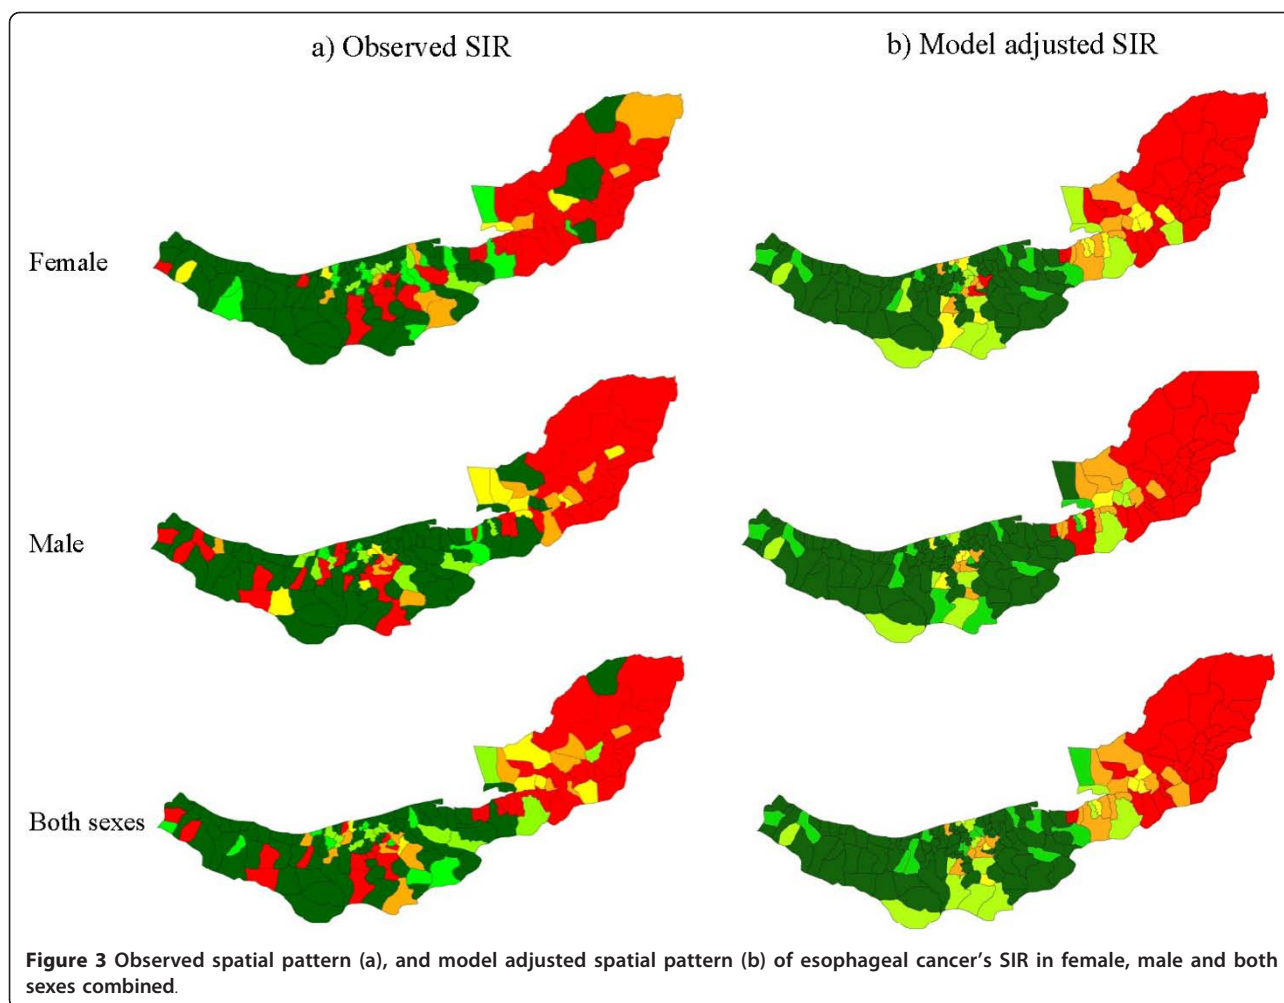 a) Observed SIR
b) Model adjusted SIR
Female
Male
Both sexes
Figure 3 Observed spatial pattern (a), and model adjusted spatial pattern (b) of esophageal cancer's SIR in female, male and both
sexes combined.